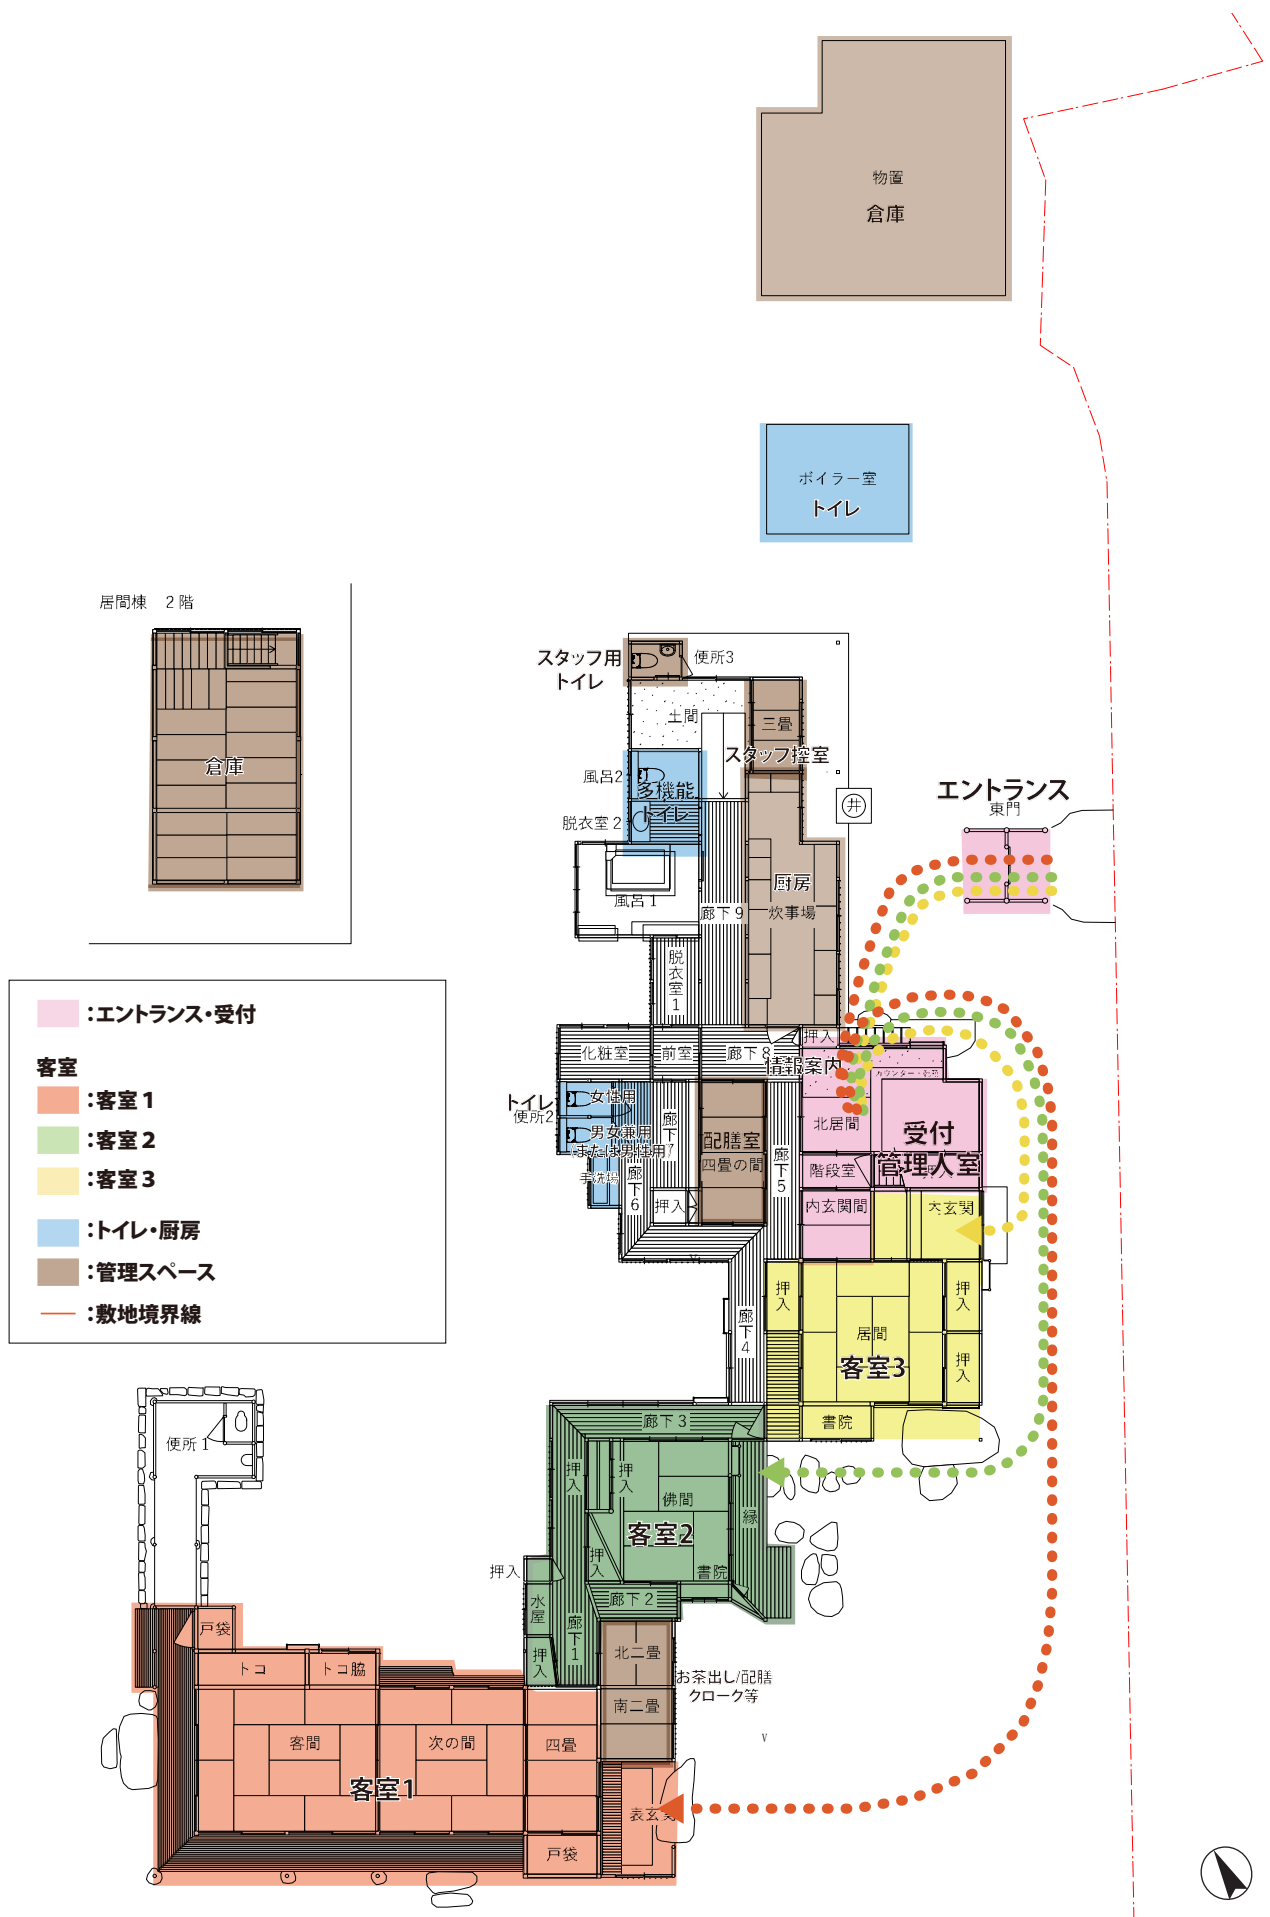 物置
倉庫
ボイラー室
トイレ
居間棟 2階
倉庫
スタッフ用
トイレ
便所3
土間
三畳
スタッフ控室
風呂2
多機能
トイレ
脱衣室2
風呂1
廊下9
厨房
炊事場
井
エントランス
東門
脱衣室1
:エントランス・受付
客室
:客室1
:客室2
:客室3
:トイレ・厨房
:管理スペース
:敷地境界線
化粧室
前室
廊下8
押入
情報案内
トイレ
便所2
女性用
男女兼用
(または男性用)
手洗場
廊下7
廊下6
配膳室
四畳の間
押入
廊下5
北居間
受付
管理人室
階段室
内玄関間
大玄関
廊下4
押入
居間
客室3
押入
押入
書院
便所1
廊下3
押入
押入
佛間
客室2
縁
押入
書院
押入
水屋
廊下2
廊下1
押入
北二畳
南二畳
お茶出し/配膳
クローク等
戸袋
トコ
トコ脇
客間
次の間
四畳
客室1
表玄関
戸袋